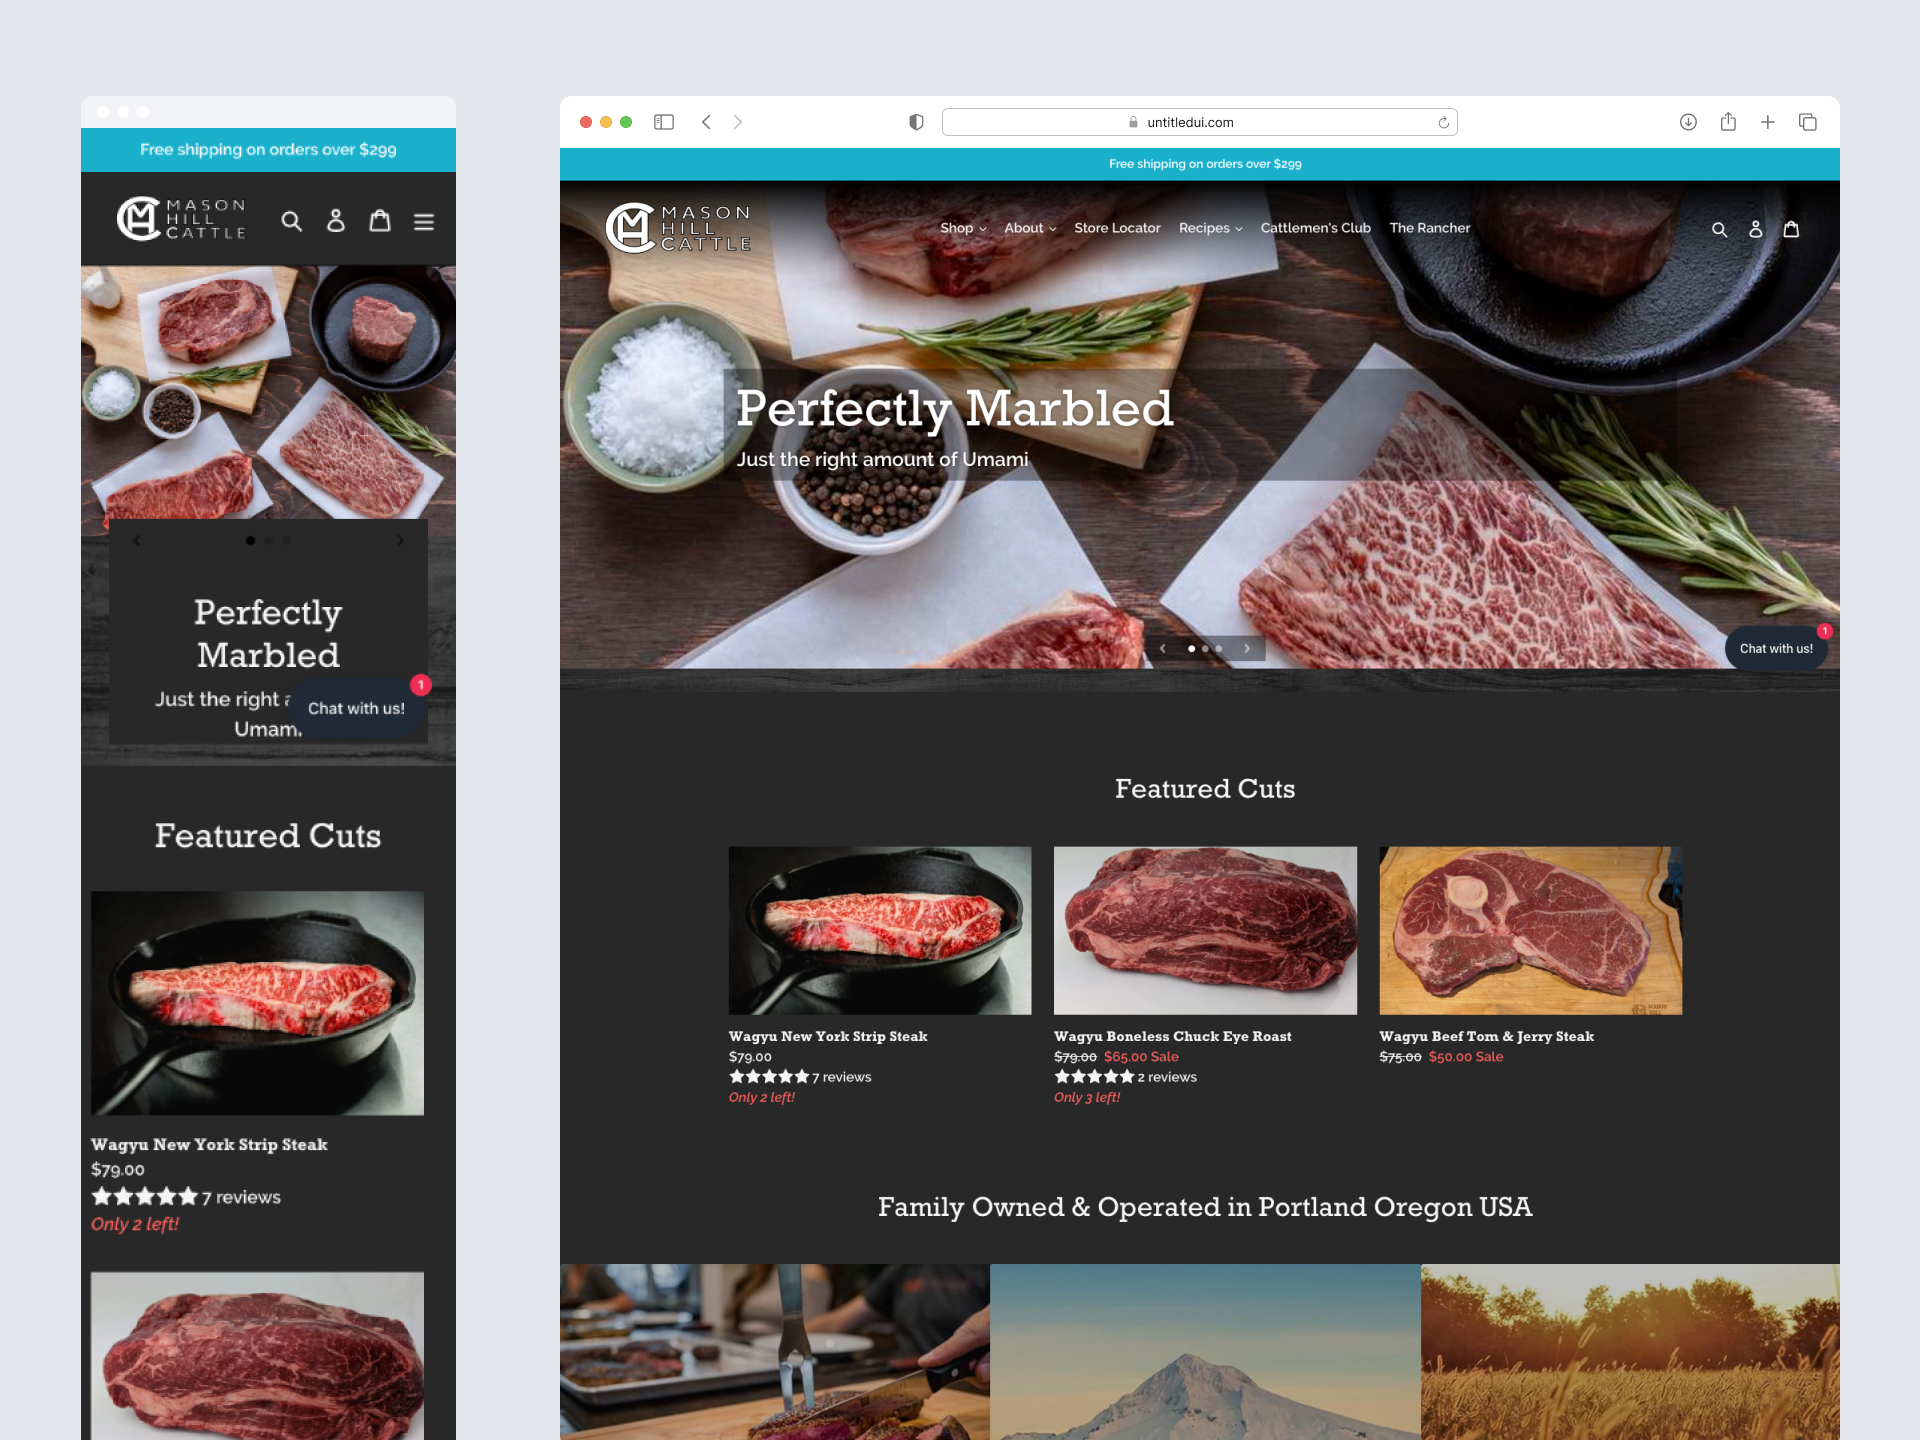 Free shipping on orders over $299
MASON
HILL
CATTLE
Perfectly
Marbled
Just the right
Chat with us!
1
Featured Cuts
Wagyu New York Strip Steak
$79.00
7 reviews
Only 2 left!
untitledui.com
Free shipping on orders over $299
MASON
HILL
CATTLE
Shop About Store Locator Recipes Cattlemen's Club The Rancher
Perfectly Marbled
Just the right amount of Umami
1
Chat with us!
Featured Cuts
Wagyu New York Strip Steak
$79.00
7 reviews
Only 2 left!
Wagyu Boneless Chuck Eye Roast
$79.00 $65.00 Sale
2 reviews
Only 3 left!
Wagyu Beef Tom & Jerry Steak
$75.00 $50.00 Sale
Family Owned & Operated in Portland Oregon USA